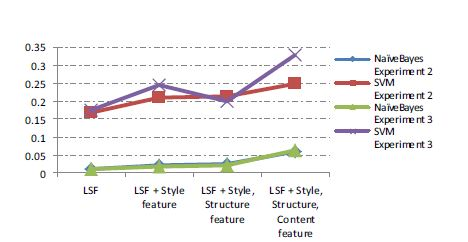 0.35
0.3
0.25
0.2
0.15
0.1
0.05
0
LSF
LSF + Style
feature
LSF + Style,
Structure
feature
LSF + Style,
Structure,
Content
feature
NaïveBayes
Experiment 2
SVM
Experiment 2
NaïveBayes
Experiment 3
SVM
Experiment 3